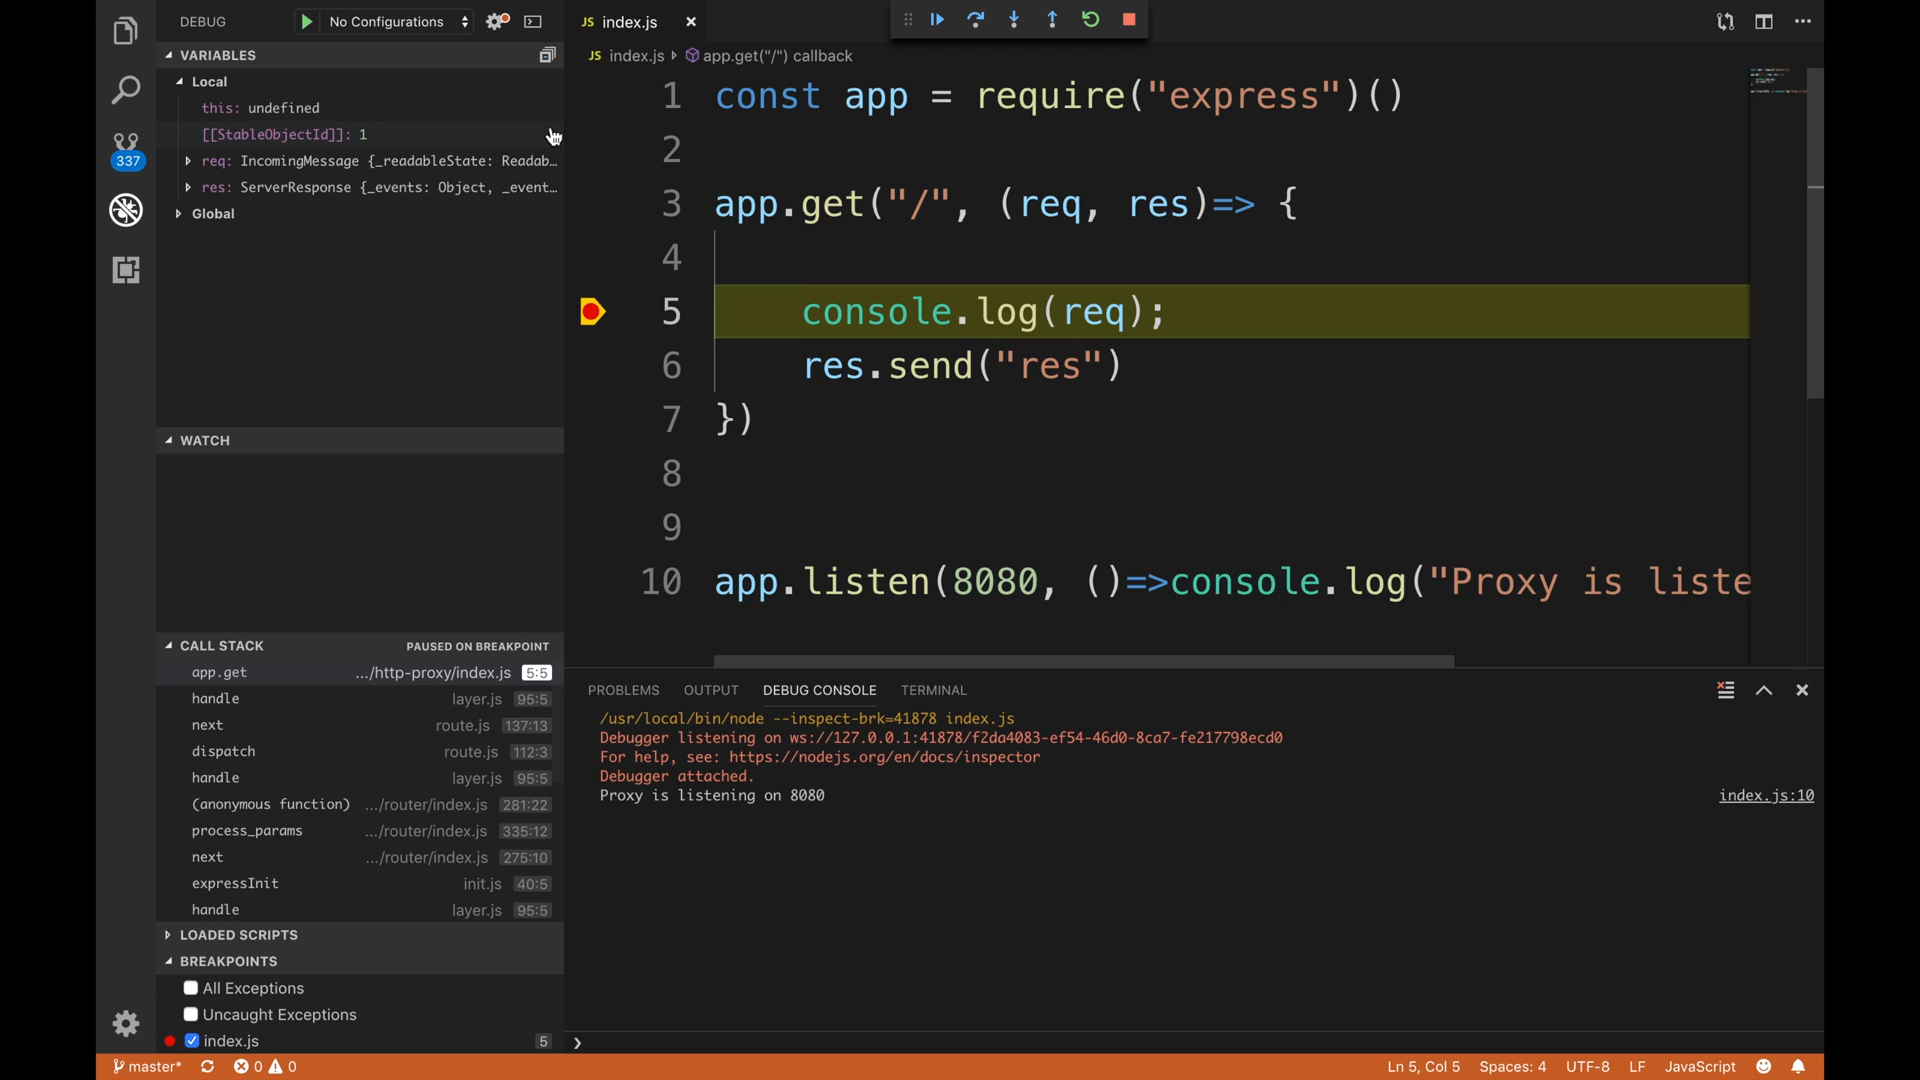 DEBUG
No Configurations
VARIABLES
Local
this: undefined
[[StableObjectId]]: 1
req: IncomingMessage {_readableState: Readab…
res: ServerResponse {_events: Object, _event…
Global
337
WATCH
CALL STACK
PAUSED ON BREAKPOINT
app.get …/http-proxy/index.js 5:5
handle layer.js 95:5
next route.js 137:13
dispatch route.js 112:3
handle layer.js 95:5
(anonymous function) …/router/index.js 281:22
process_params …/router/index.js 335:12
next …/router/index.js 275:10
expressInit init.js 40:5
handle layer.js 95:5
LOADED SCRIPTS
BREAKPOINTS
All Exceptions
Uncaught Exceptions
index.js 5
JS index.js
JS index.js app.get("/") callback
1 const app = require("express")()
2
3 app.get("/", (req, res)=> {
4
5 console.log(req);
6 res.send("res")
7 })
8
9
10 app.listen(8080, ()=>console.log("Proxy is liste
PROBLEMS OUTPUT DEBUG CONSOLE TERMINAL
/usr/local/bin/node --inspect-brk=41878 index.js
Debugger listening on ws://127.0.0.1:41878/f2da4083-ef54-46d0-8ca7-fe217798ecd0
For help, see: https://nodejs.org/en/docs/inspector
Debugger attached.
Proxy is listening on 8080 index.js:10
master* 0 0 Ln 5, Col 5 Spaces: 4 UTF-8 LF JavaScript